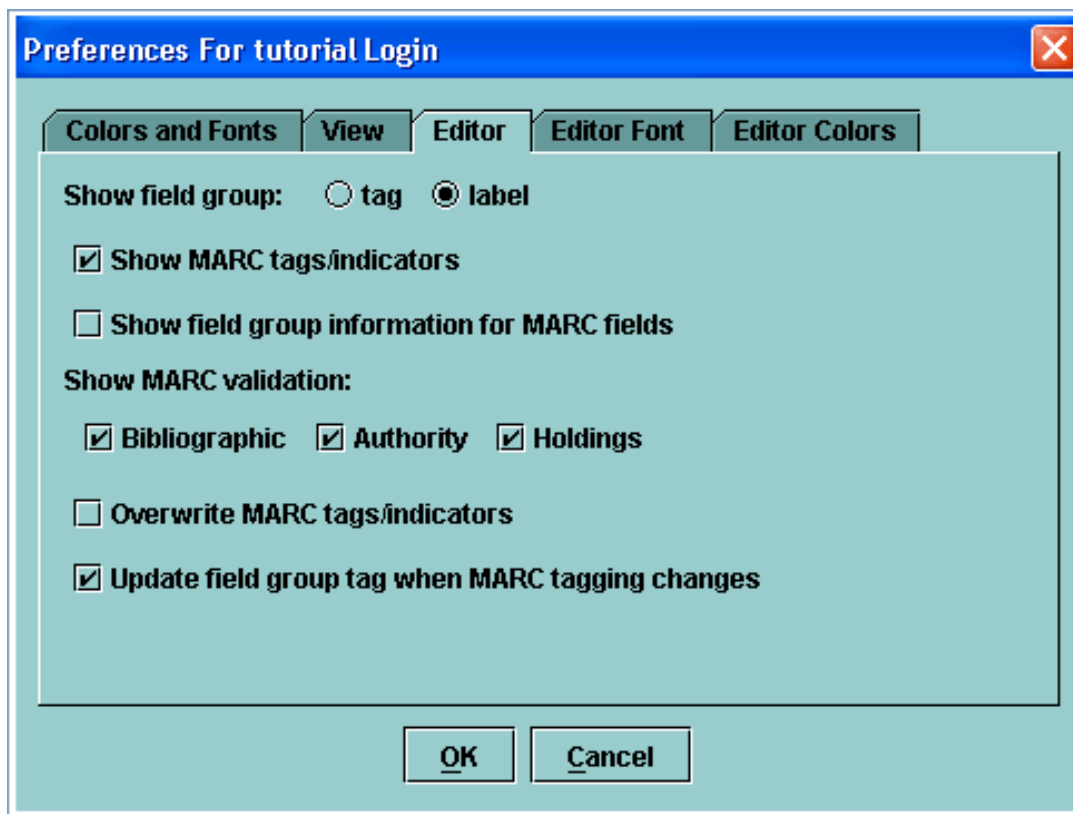 Preferences For tutorial Login
Colors and Fonts View Editor Editor Font Editor Colors
Show field group: tag label
Show MARC tags/indicators
Show field group information for MARC fields
Show MARC validation:
Bibliographic Authority Holdings
Overwrite MARC tags/indicators
Update field group tag when MARC tagging changes
OK Cancel